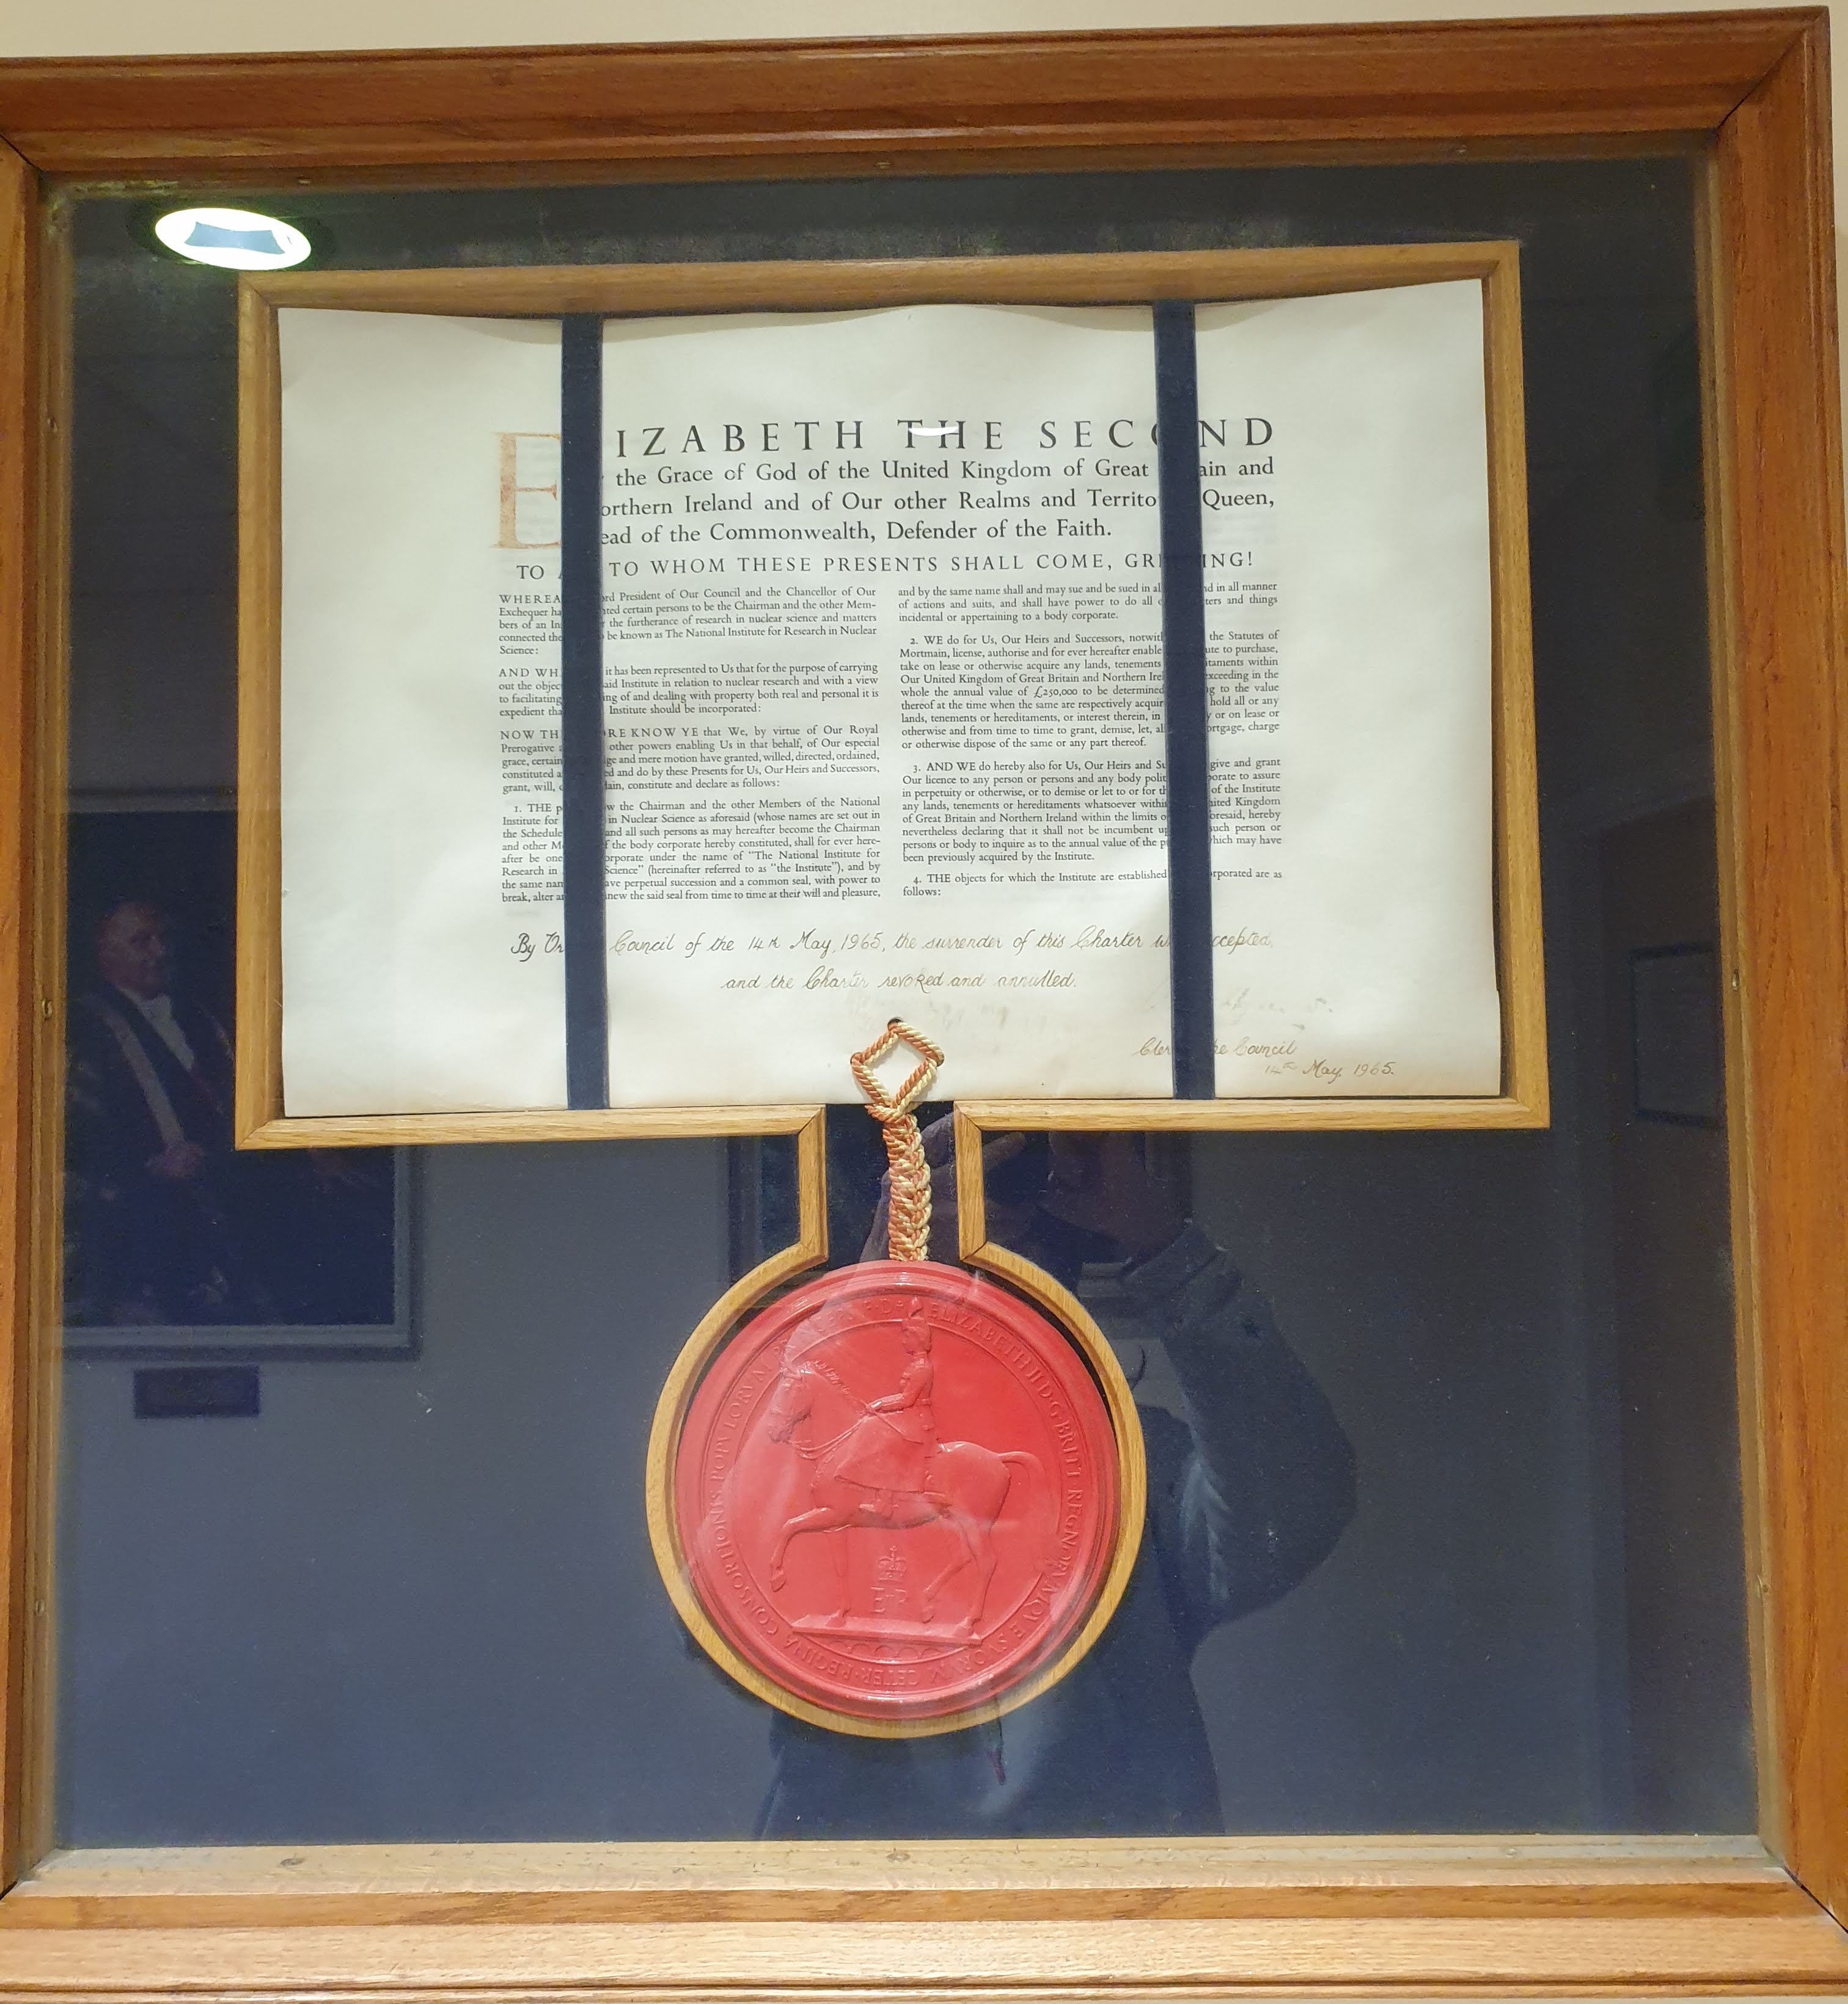 E IZABETH THE SEC ND
the Grace of God of the United Kingdom of Great ain and
orthern Ireland and of Our other Realms and Territo Queen,
ead of the Commonwealth, Defender of the Faith.
TO TO WHOM THESE PRESENTS SHALL COME, GR ING!
WHEREA rd President of Our Council and the Chancellor of Our
Exchequer ha ted certain persons to be the Chairman and the other Mem-
bers of an In the furtherance of research in nuclear science and matters
connected the be known as The National Institute for Research in Nuclear
Science:
AND WH it has been represented to Us that for the purpose of carrying
out the objec aid Institute in relation to nuclear research and with a view
to facilitating ing of and dealing with property both real and personal it is
expedient tha Institute should be incorporated:
NOW TH RE KNOW YE that We, by virtue of Our Royal
Prerogative other powers enabling Us in that behalf, of Our especial
grace, certain ge and mere motion have granted, willed, directed, ordained,
constituted a ed and do by these Presents for Us, Our Heirs and Successors,
grant, will, ain, constitute and declare as follows:
1. THE p w the Chairman and the other Members of the National
Institute for in Nuclear Science as aforesaid (whose names are set out in
the Schedule and all such persons as may hereafter become the Chairman
and other M f the body corporate hereby constituted, shall for ever here-
after be one orporate under the name of "The National Institute for
Research in Science" (hereinafter referred to as "the Institute"), and by
the same nam ave perpetual succession and a common seal, with power to
break, alter a new the said seal from time to time at their will and pleasure,
and by the same name shall and may sue and be sued in al nd in all manner
of actions and suits, and shall have power to do all ters and things
incidental or appertaining to a body corporate.
2. WE do for Us, Our Heirs and Successors, notwit the Statutes of
Mortmain, license, authorise and for ever hereafter enable ute to purchase,
take on lease or otherwise acquire any lands, tenements itaments within
Our United Kingdom of Great Britain and Northern Irel exceeding in the
whole the annual value of £250,000 to be determined g to the value
thereof at the time when the same are respectively acquir hold all or any
lands, tenements or hereditaments, or interest therein, in y or on lease or
otherwise and from time to time to grant, demise, let, al ortgage, charge
or otherwise dispose of the same or any part thereof.
3. AND WE do hereby also for Us, Our Heirs and Su give and grant
Our licence to any person or persons and any body polit porate to assure
in perpetuity or otherwise, or to demise or let to or for th of the Institute
any lands, tenements or hereditaments whatsoever withi nited Kingdom
of Great Britain and Northern Ireland within the limits oresaid, hereby
nevertheless declaring that it shall not be incumbent up such person or
persons or body to inquire as to the annual value of the p hich may have
been previously acquired by the Institute.
4. THE objects for which the Institute are established rporated are as
follows:
By Or Council of the 14th May, 1965, the surrender of this Charter w ccepted,
and the Charter revoked and annulled.
Cler he Council
14th May 1965.
ELIZABETH II D·G·BRITT REGNORVMQVE SVORVM CETER·REGINA CONSORTIONIS POPVLORVM F·D·